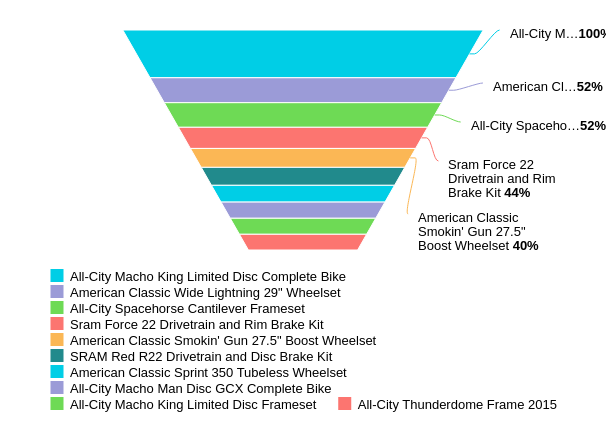 All-City M…100%
American Cl…52%
All-City Spaceho…52%
Sram Force 22
Drivetrain and Rim
Brake Kit 44%
American Classic
Smokin' Gun 27.5"
Boost Wheelset 40%
All-City Macho King Limited Disc Complete Bike
American Classic Wide Lightning 29" Wheelset
All-City Spacehorse Cantilever Frameset
Sram Force 22 Drivetrain and Rim Brake Kit
American Classic Smokin' Gun 27.5" Boost Wheelset
SRAM Red R22 Drivetrain and Disc Brake Kit
American Classic Sprint 350 Tubeless Wheelset
All-City Macho Man Disc GCX Complete Bike
All-City Macho King Limited Disc Frameset All-City Thunderdome Frame 2015